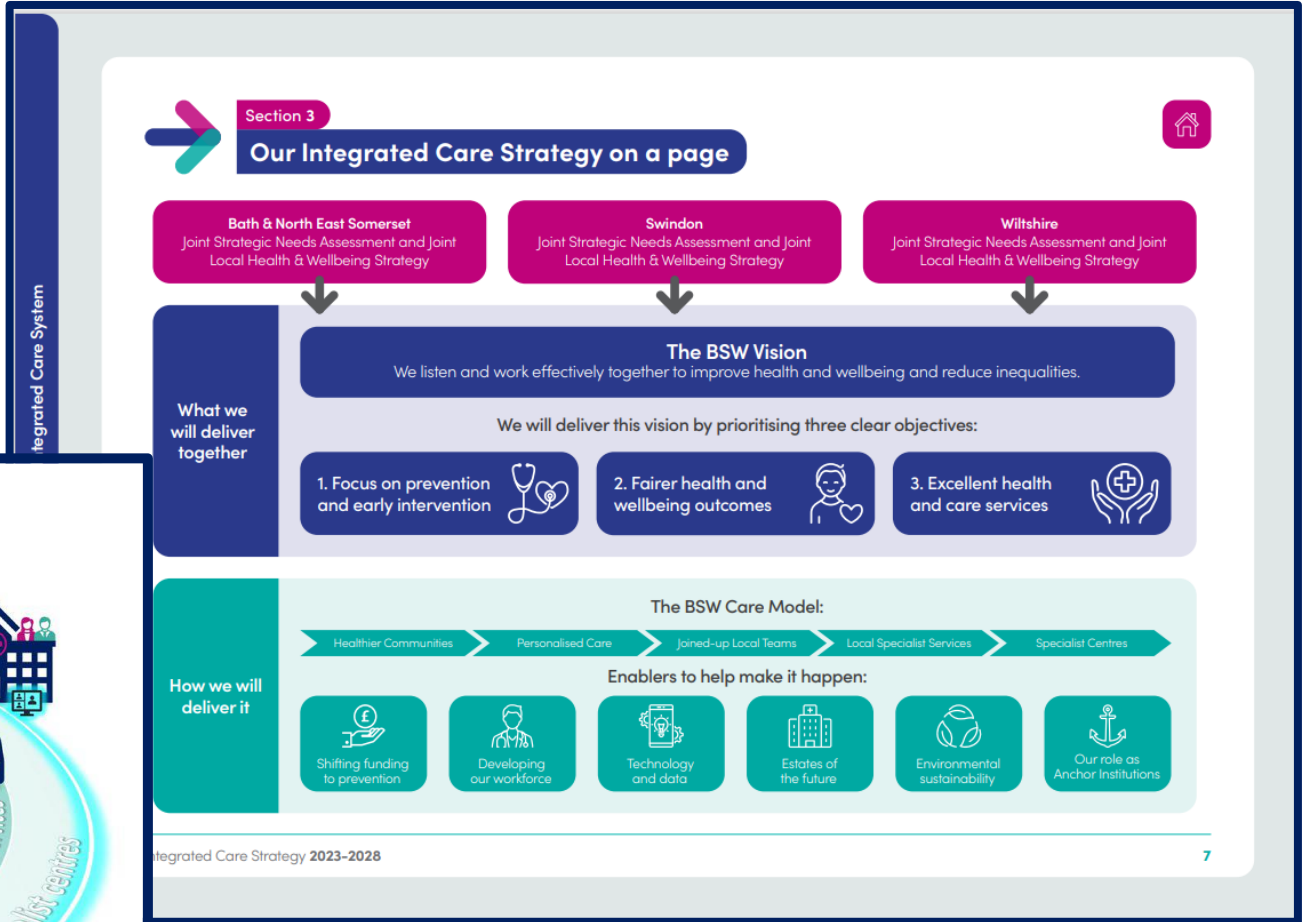 Integrated Care System
Section 3
Our Integrated Care Strategy on a page
Bath & North East Somerset
Joint Strategic Needs Assessment and Joint
Local Health & Wellbeing Strategy
Swindon
Joint Strategic Needs Assessment and Joint
Local Health & Wellbeing Strategy
Wiltshire
Joint Strategic Needs Assessment and Joint
Local Health & Wellbeing Strategy
What we
will deliver
together
The BSW Vision
We listen and work effectively together to improve health and wellbeing and reduce inequalities.
We will deliver this vision by prioritising three clear objectives:
1. Focus on prevention
and early intervention
2. Fairer health and
wellbeing outcomes
3. Excellent health
and care services
How we will
deliver it
The BSW Care Model:
Healthier Communities
Personalised Care
Joined-up Local Teams
Local Specialist Services
Specialist Centres
Enablers to help make it happen:
£
Shifting funding
to prevention
Developing
our workforce
Technology
and data
Estates of
the future
Environmental
sustainability
Our role as
Anchor Institutions
ntegrated Care Strategy 2023-2028
7
list centres